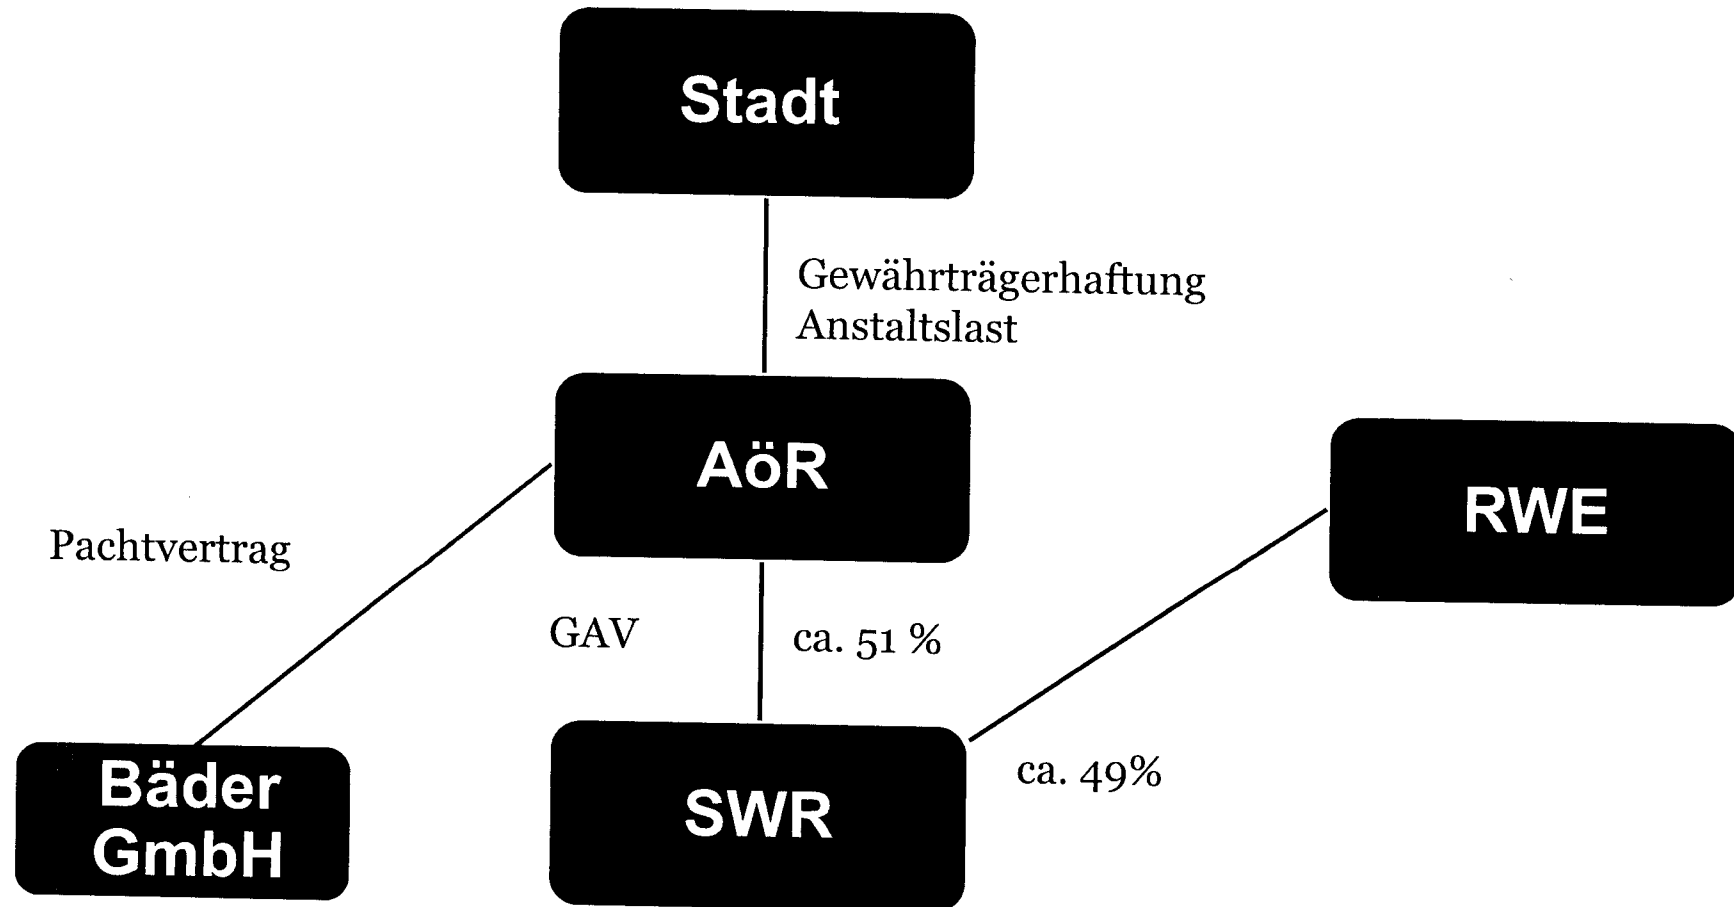 Stadt
Gewährträgerhaftung
Anstaltslast
AöR
RWE
Pachtvertrag
GAV
ca. 51 %
Bäder
GmbH
SWR
ca. 49%